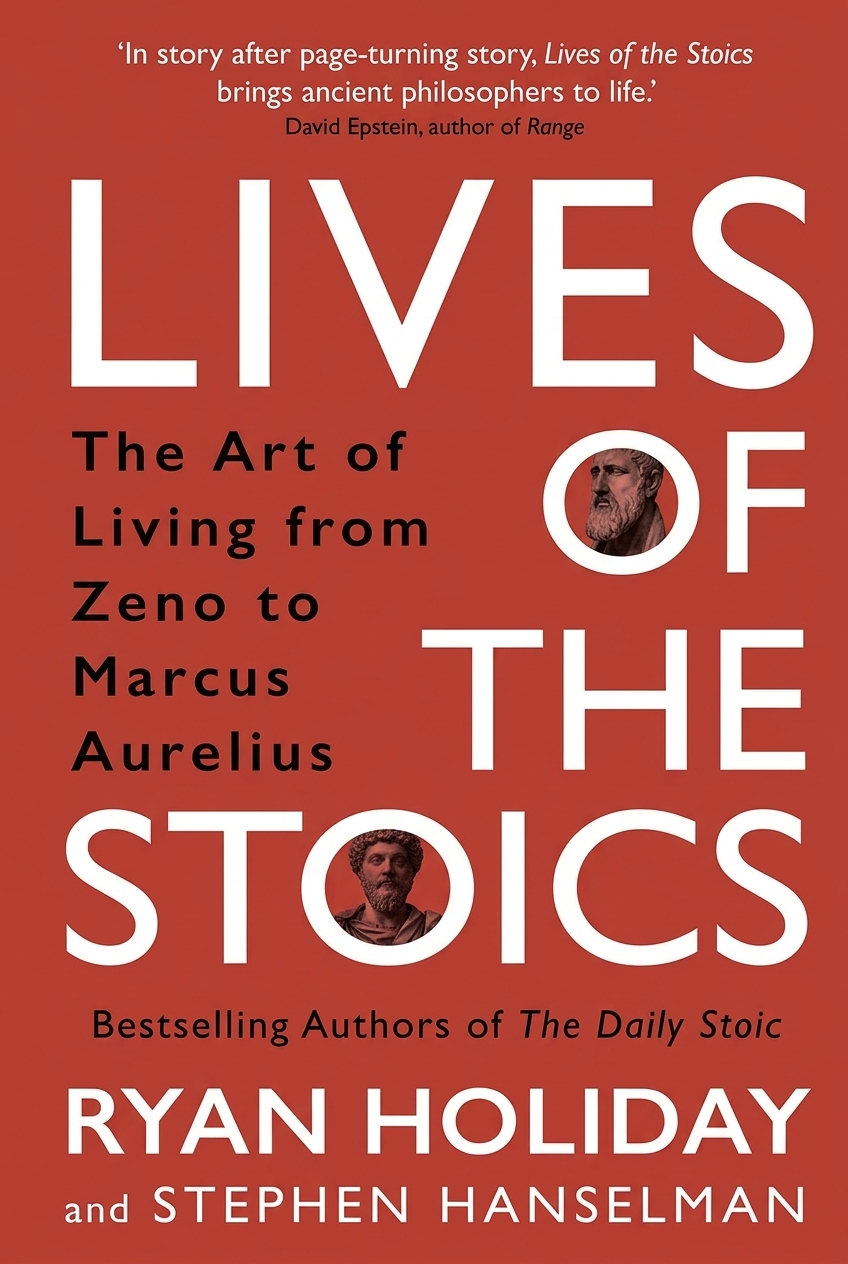 ‘In story after page-turning story, Lives of the Stoics
brings ancient philosophers to life.’
David Epstein, author of Range
LIVES
The Art of
Living from
Zeno to
Marcus
Aurelius
OF
THE
STOICS
Bestselling Authors of The Daily Stoic
RYAN HOLIDAY
and STEPHEN HANSELMAN